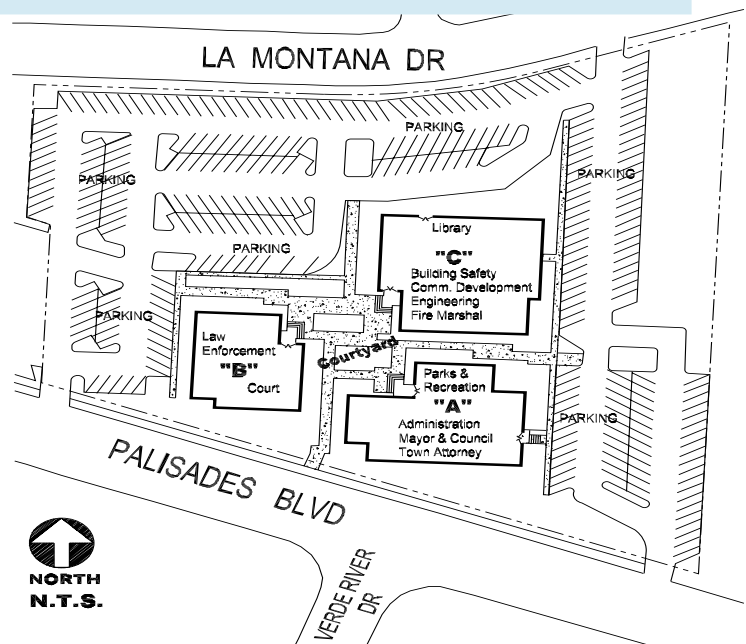 LA MONTANA DR
PARKING
PARKING
PARKING
PARKING
PARKING
PARKING
Library
"C"
Building Safety
Comm. Development
Engineering
Fire Marshal
Law
Enforcement
"B"
Court
Courtyard
Parks &
Recreation
"A"
Administration
Mayor & Council
Town Attorney
PALISADES BLVD
VERDE RIVER
DR
NORTH
N.T.S.